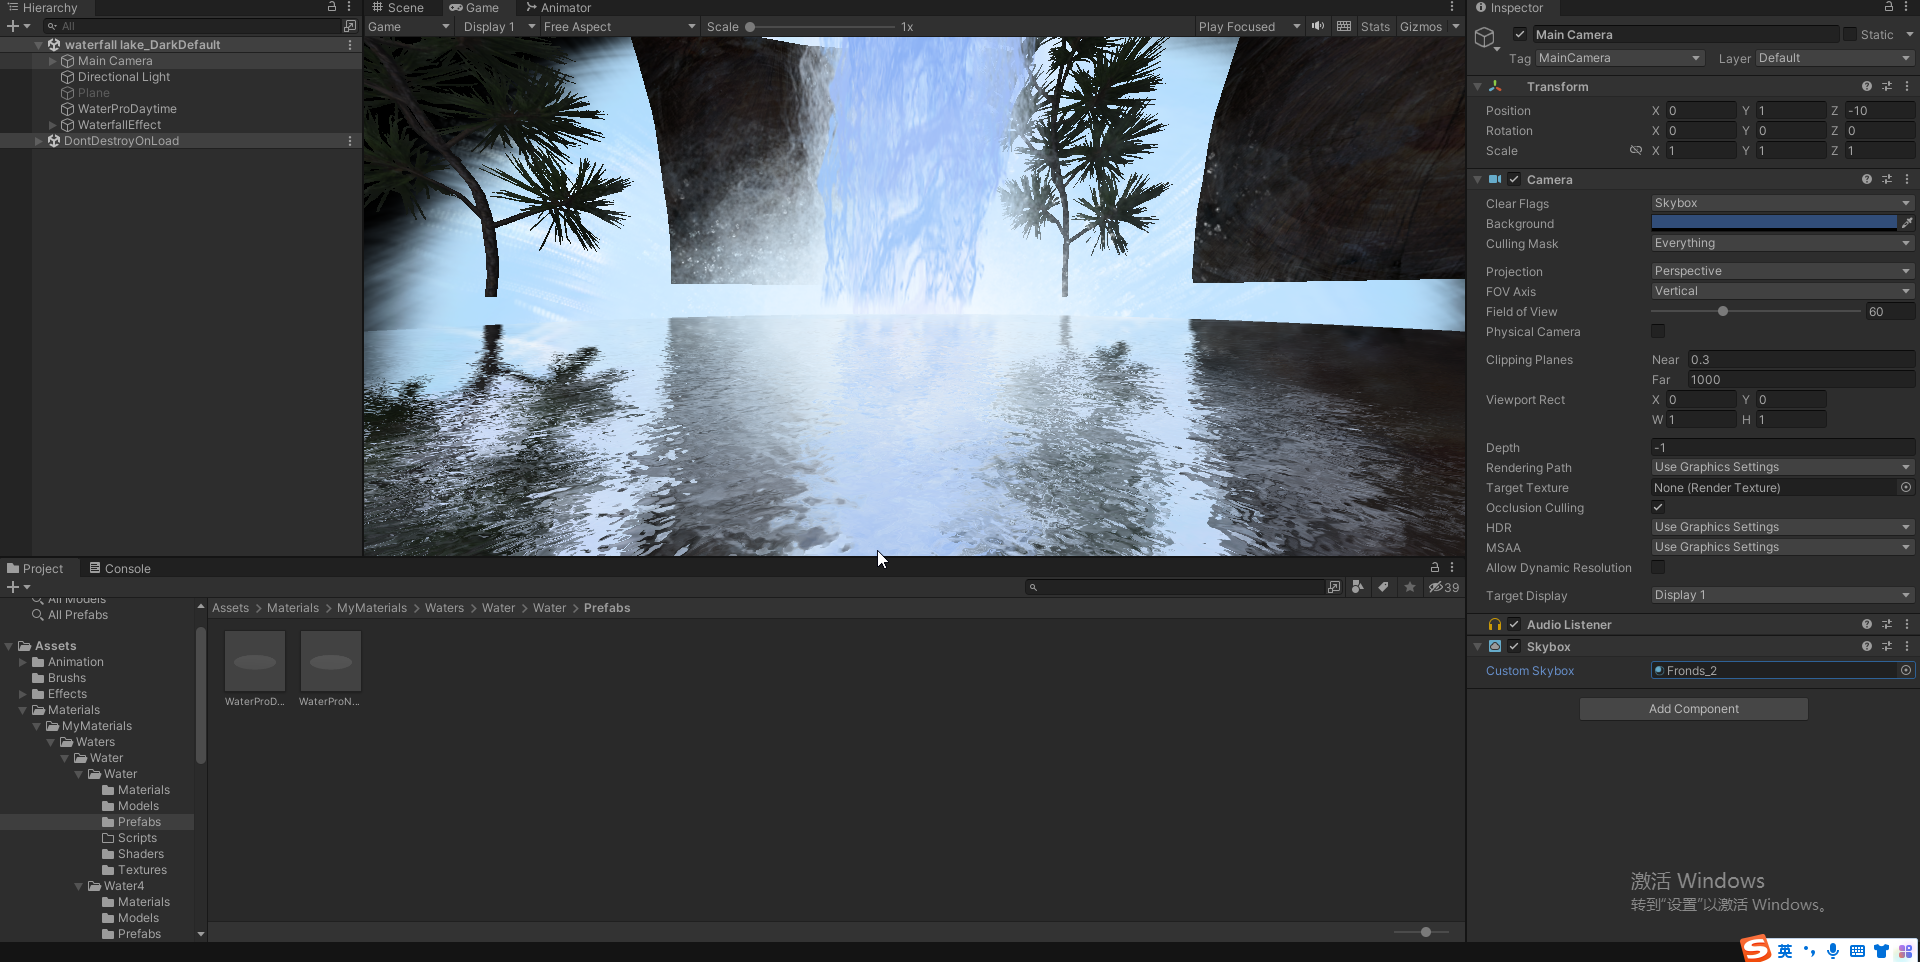 Hierarchy
All
waterfall lake_DarkDefault
Main Camera
Directional Light
Plane
WaterProDaytime
WaterfallEffect
DontDestroyOnLoad
Scene
Game
Animator
Game
Display 1
Free Aspect
Scale
1x
Play Focused
Stats
Gizmos
Inspector
Main Camera
Static
Tag MainCamera
Layer Default
Transform
Position X 0 Y 1 Z -10
Rotation X 0 Y 0 Z 0
Scale X 1 Y 1 Z 1
Camera
Clear Flags Skybox
Background
Culling Mask Everything
Projection Perspective
FOV Axis Vertical
Field of View 60
Physical Camera
Clipping Planes Near 0.3
Far 1000
Viewport Rect X 0 Y 0
W 1 H 1
Depth -1
Rendering Path Use Graphics Settings
Target Texture None (Render Texture)
Occlusion Culling
HDR Use Graphics Settings
MSAA Use Graphics Settings
Allow Dynamic Resolution
Target Display Display 1
Audio Listener
Skybox
Custom Skybox Fronds_2
Add Component
Project
Console
39
All Models
All Prefabs
Assets
Animation
Brushs
Effects
Materials
MyMaterials
Waters
Water
Water
Materials
Models
Prefabs
Scripts
Shaders
Textures
Water4
Materials
Models
Prefabs
Assets > Materials > MyMaterials > Waters > Water > Water > Prefabs
WaterProD...
WaterProN...
激活 Windows
转到“设置”以激活 Windows。
S 英